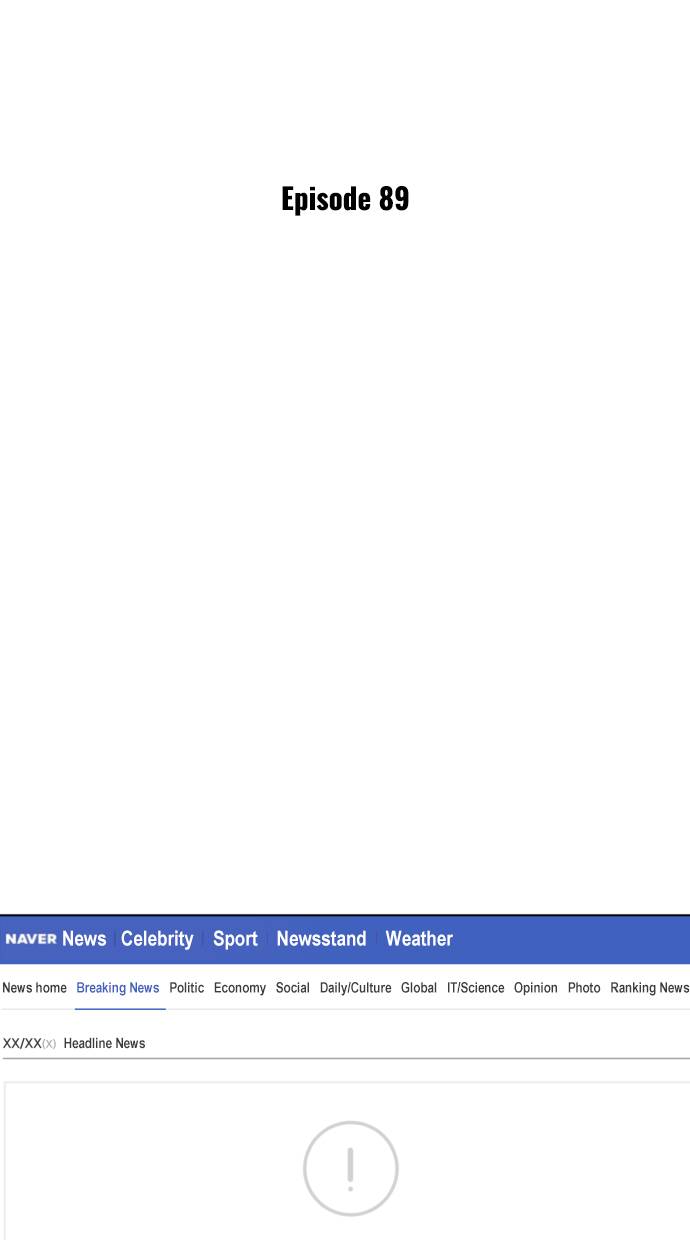 Episode 89
NAVER News Celebrity Sport Newsstand Weather
News home Breaking News Politic Economy Social Daily/Culture Global IT/Science Opinion Photo Ranking News
XX/XX(X) Headline News